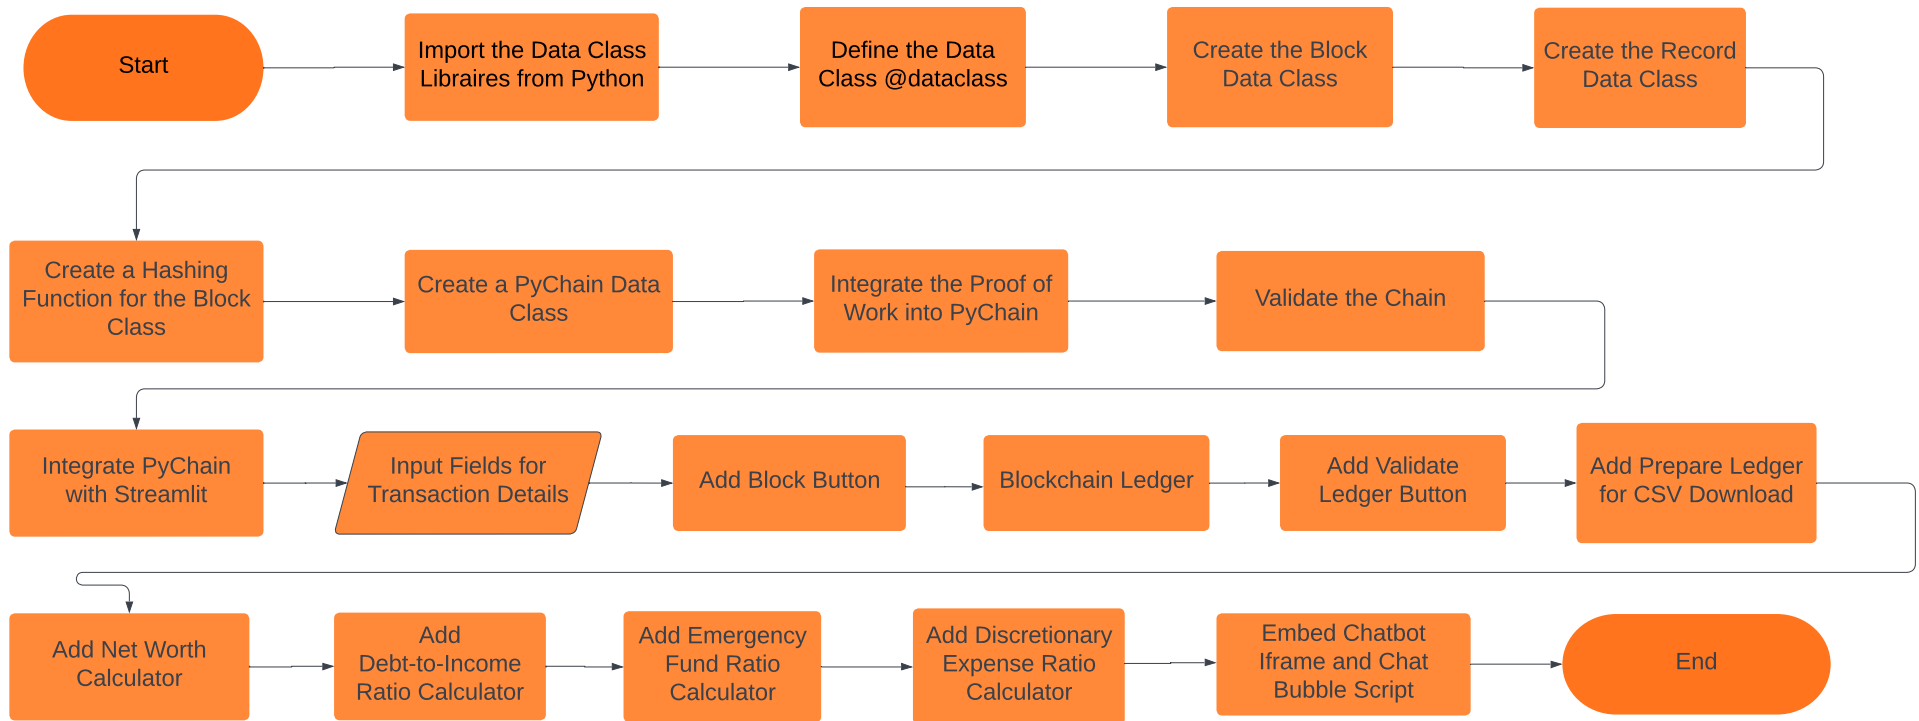 Start
Import the Data Class
Libraires from Python
Define the Data
Class @dataclass
Create the Block
Data Class
Create the Record
Data Class
Create a Hashing
Function for the Block
Class
Create a PyChain Data
Class
Integrate the Proof of
Work into PyChain
Validate the Chain
Integrate PyChain
with Streamlit
Input Fields for
Transaction Details
Add Block Button
Blockchain Ledger
Add Validate
Ledger Button
Add Prepare Ledger
for CSV Download
Add Net Worth
Calculator
Add
Debt-to-Income
Ratio Calculator
Add Emergency
Fund Ratio
Calculator
Add Discretionary
Expense Ratio
Calculator
Embed Chatbot
Iframe and Chat
Bubble Script
End